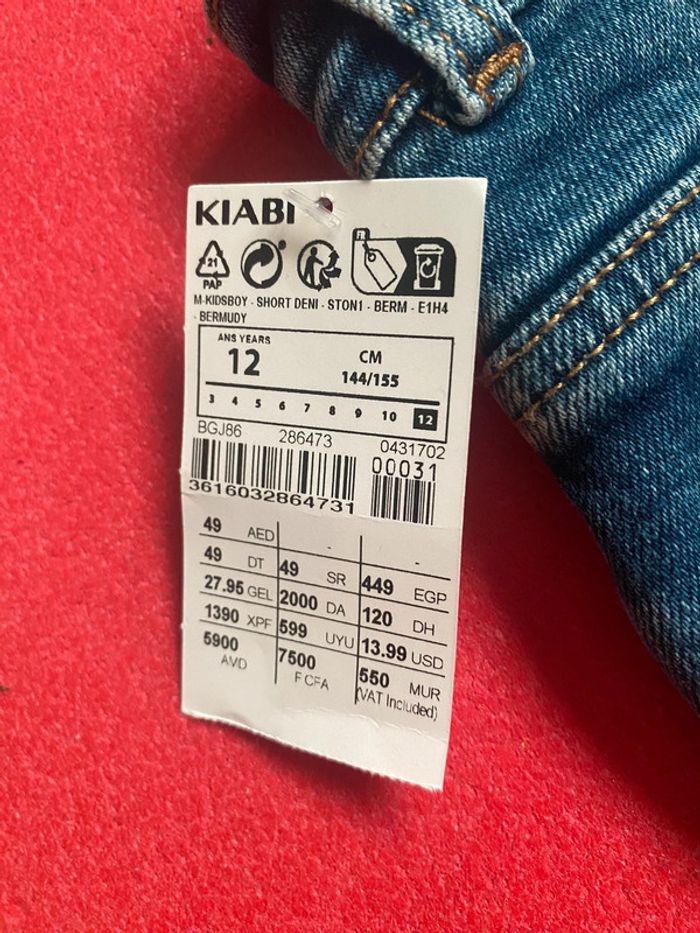 KIABI
21
PAP
FR
M-KIDSBOY - SHORT DENI - STON1 - BERM - E1H4
- BERMUDY
ANS YEARS
12
CM
144/155
3 4 5 6 7 8 9 10 12
BGJ86 286473 0431702
00031
3616032864731
49 AED - -
49 DT 49 SR 449 EGP
27.95 GEL 2000 DA 120 DH
1390 XPF 599 UYU 13.99 USD
5900 AMD 7500 F CFA 550 MUR
(VAT Included)